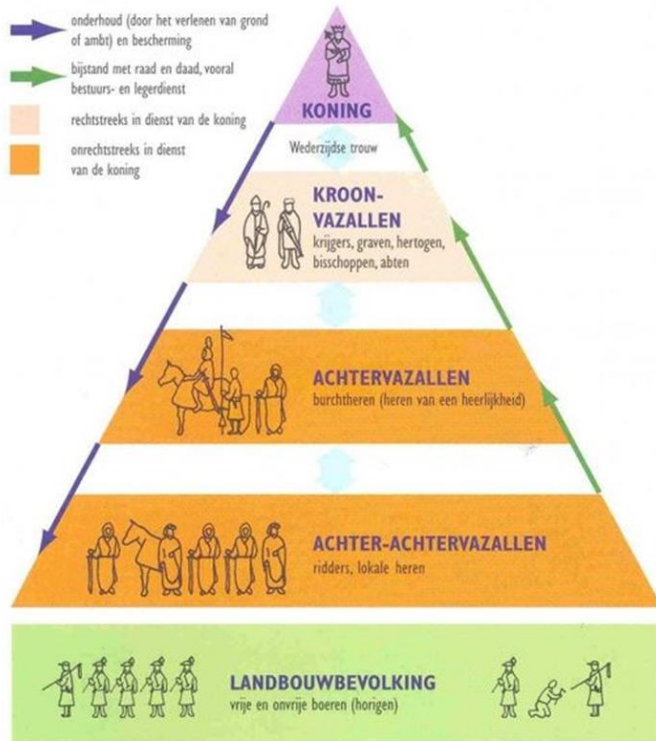 onderhoud (door het verlenen van grond
of ambt) en bescherming
bijstand met raad en daad, vooral
bestuurs- en legerdienst
rechtstreeks in dienst van de koning
onrechtstreeks in dienst
van de koning
KONING
Wederzijdse trouw
KROON-
VAZALLEN
krijgers, graven, hertogen,
bisschoppen, abten
ACHTERVAZALLEN
burchtheren (heren van een heerlijkheid)
ACHTER-ACHTERVAZALLEN
ridders, lokale heren
LANDBOUWBEVOLKING
vrije en onvrije boeren (horigen)